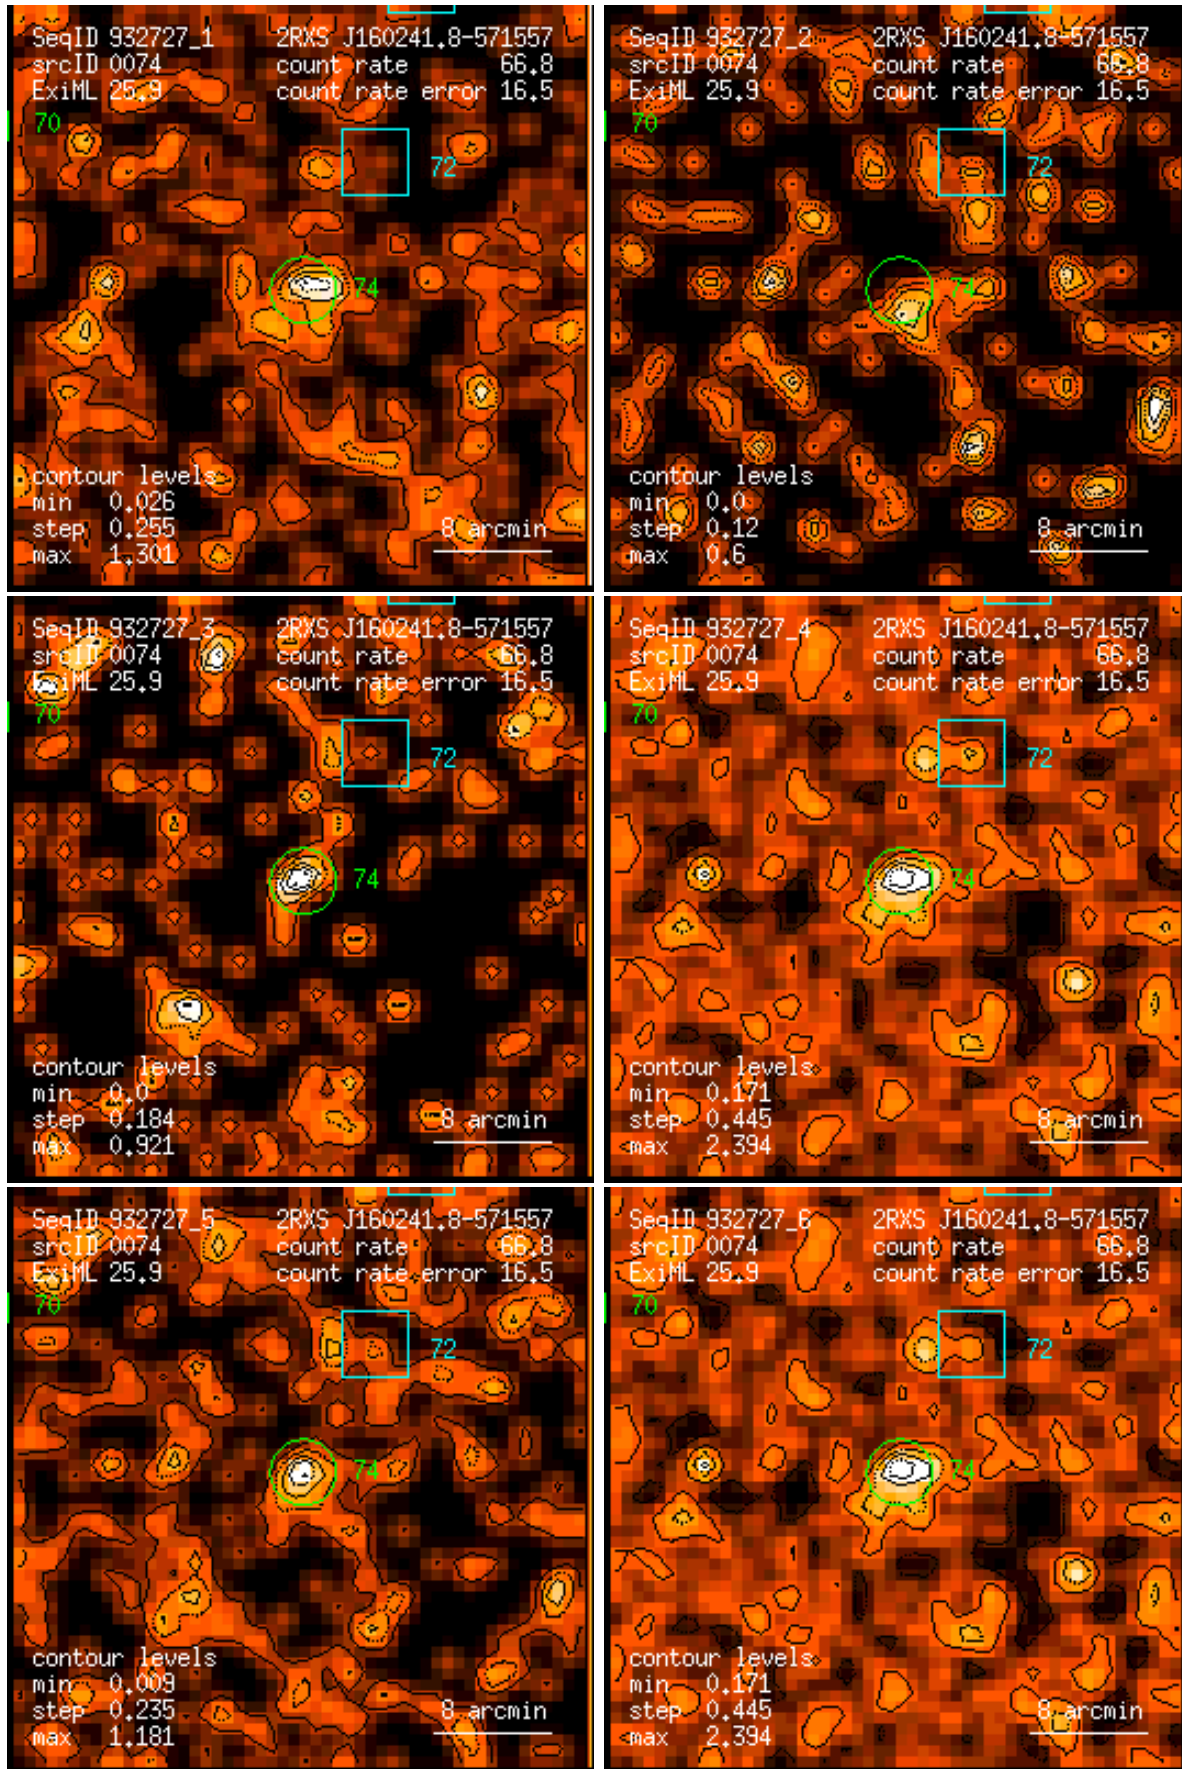 SeqID 932727_1 2RXS J160241.8-571557
srcID 0074 count rate 66.8
ExiML 25.9 count rate error 16.5
70
72
74
contour levels
min 0.026
step 0.255
max 1.301
8 arcmin
SeqID 932727_2 2RXS J160241.8-571557
srcID 0074 count rate 66.8
ExiML 25.9 count rate error 16.5
70
72
74
contour levels
min 0.0
step 0.12
max 0.6
8 arcmin
SeqID 932727_3 2RXS J160241.8-571557
srcID 0074 count rate 66.8
ExiML 25.9 count rate error 16.5
70
72
74
contour levels
min 0.0
step 0.184
max 0.921
8 arcmin
SeqID 932727_4 2RXS J160241.8-571557
srcID 0074 count rate 66.8
ExiML 25.9 count rate error 16.5
70
72
74
contour levels
min 0.171
step 0.445
max 2.394
8 arcmin
SeqID 932727_5 2RXS J160241.8-571557
srcID 0074 count rate 66.8
ExiML 25.9 count rate error 16.5
70
72
74
contour levels
min 0.009
step 0.235
max 1.181
8 arcmin
SeqID 932727_6 2RXS J160241.8-571557
srcID 0074 count rate 66.8
ExiML 25.9 count rate error 16.5
70
72
74
contour levels
min 0.171
step 0.445
max 2.394
8 arcmin